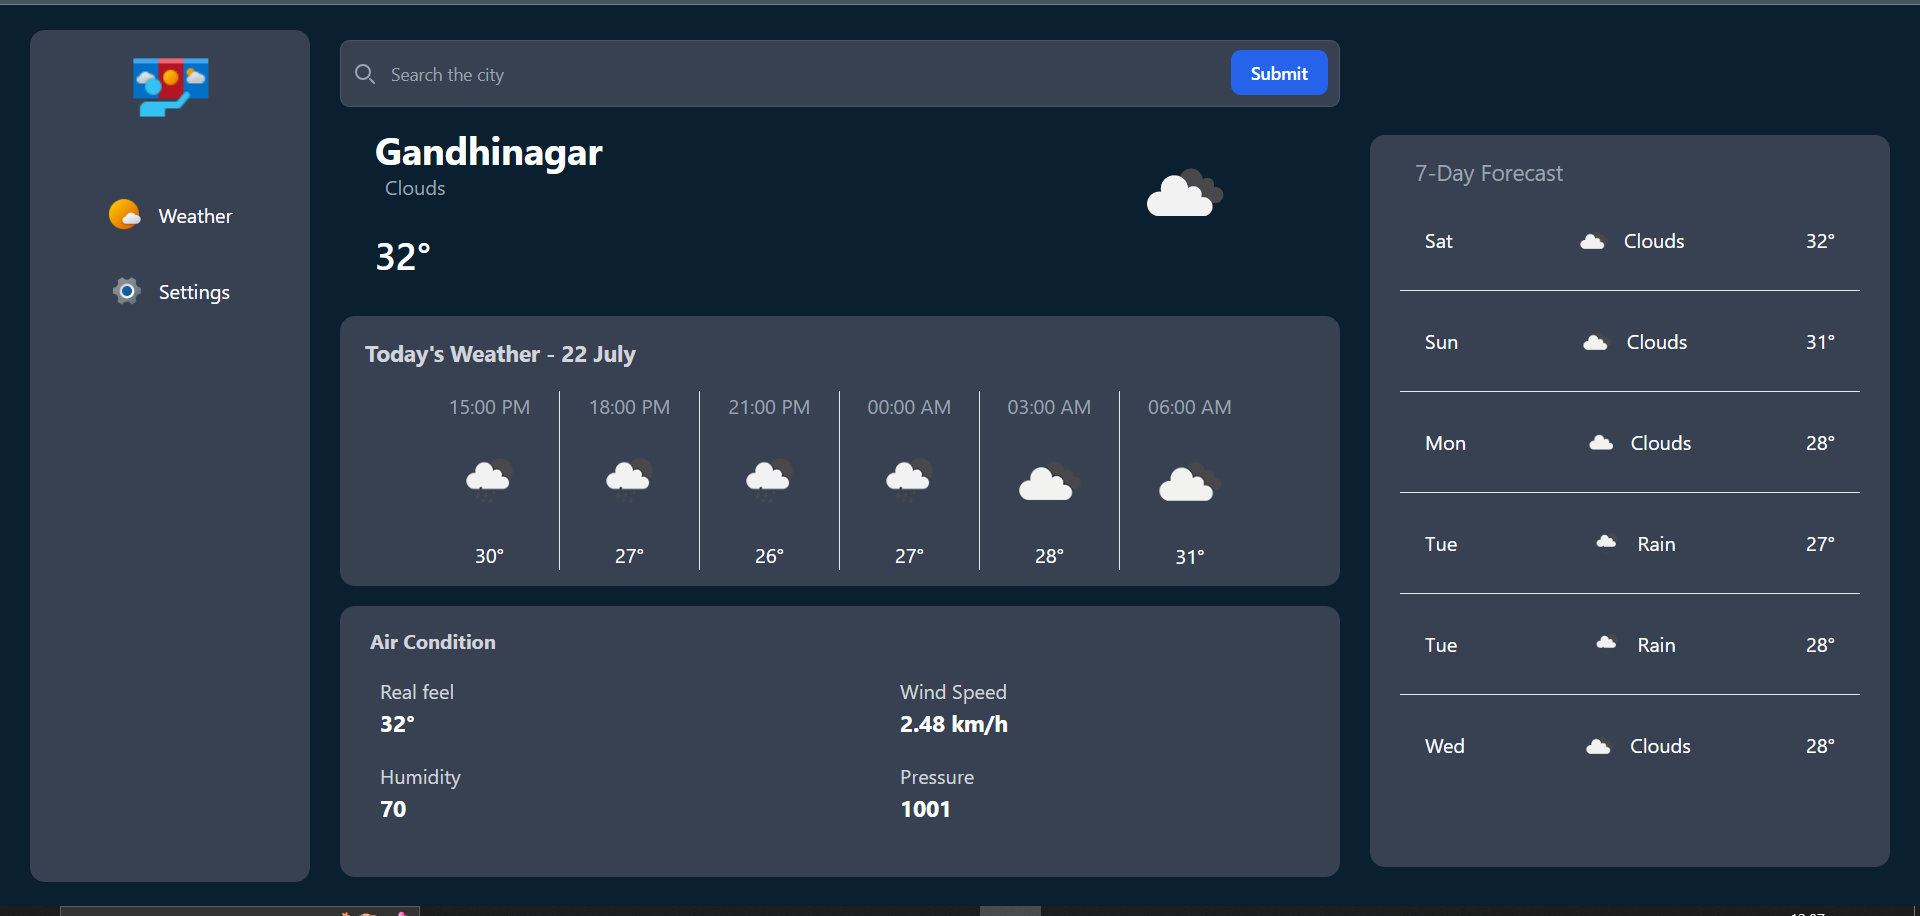 Weather
Settings
Search the city
Submit
Gandhinagar
Clouds
32°
Today's Weather - 22 July
15:00 PM 18:00 PM 21:00 PM 00:00 AM 03:00 AM 06:00 AM
30° 27° 26° 27° 28° 31°
Air Condition
Real feel Wind Speed
32° 2.48 km/h
Humidity Pressure
70 1001
7-Day Forecast
Sat Clouds 32°
Sun Clouds 31°
Mon Clouds 28°
Tue Rain 27°
Tue Rain 28°
Wed Clouds 28°